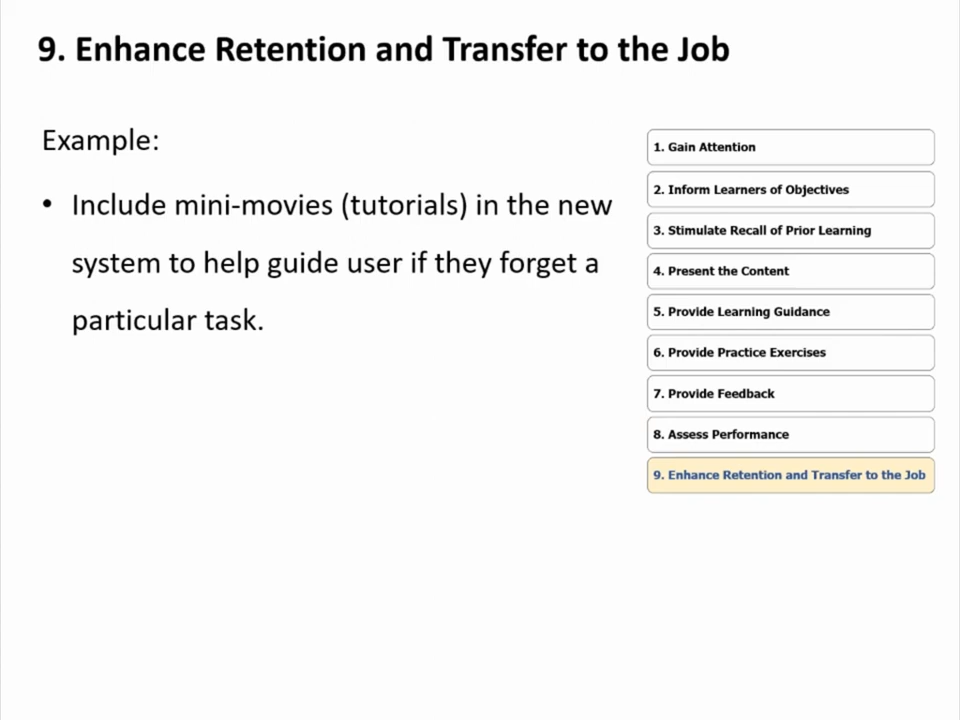 9. Enhance Retention and Transfer to the Job
Example:
• Include mini-movies (tutorials) in the new
system to help guide user if they forget a
particular task.
1. Gain Attention
2. Inform Learners of Objectives
3. Stimulate Recall of Prior Learning
4. Present the Content
5. Provide Learning Guidance
6. Provide Practice Exercises
7. Provide Feedback
8. Assess Performance
9. Enhance Retention and Transfer to the Job